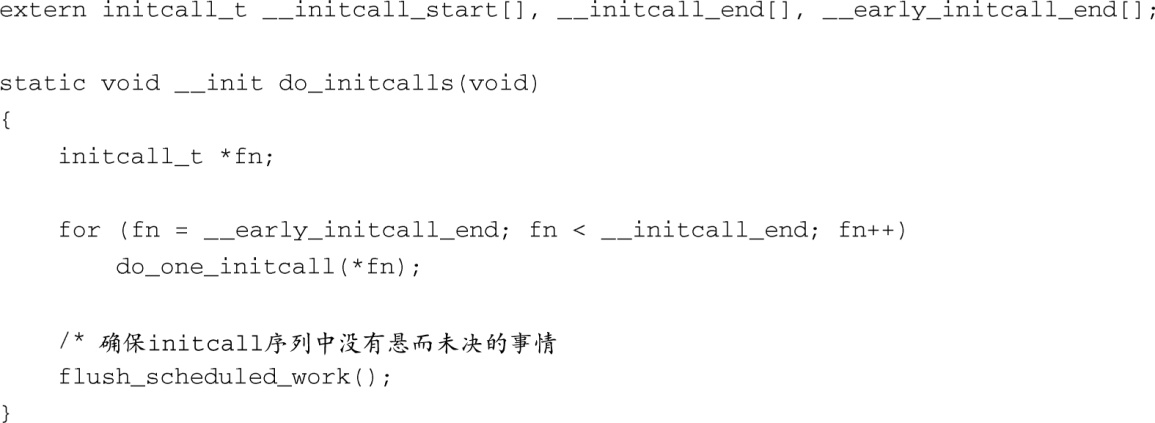 extern initcall_t __initcall_start[], __initcall_end[], __early_initcall_end[];
static void __init do_initcalls(void)
{
    initcall_t *fn;
    for (fn = __early_initcall_end; fn < __initcall_end; fn++)
        do_one_initcall(*fn);
    /* 确保initcall序列中没有悬而未决的事情
    flush_scheduled_work();
}